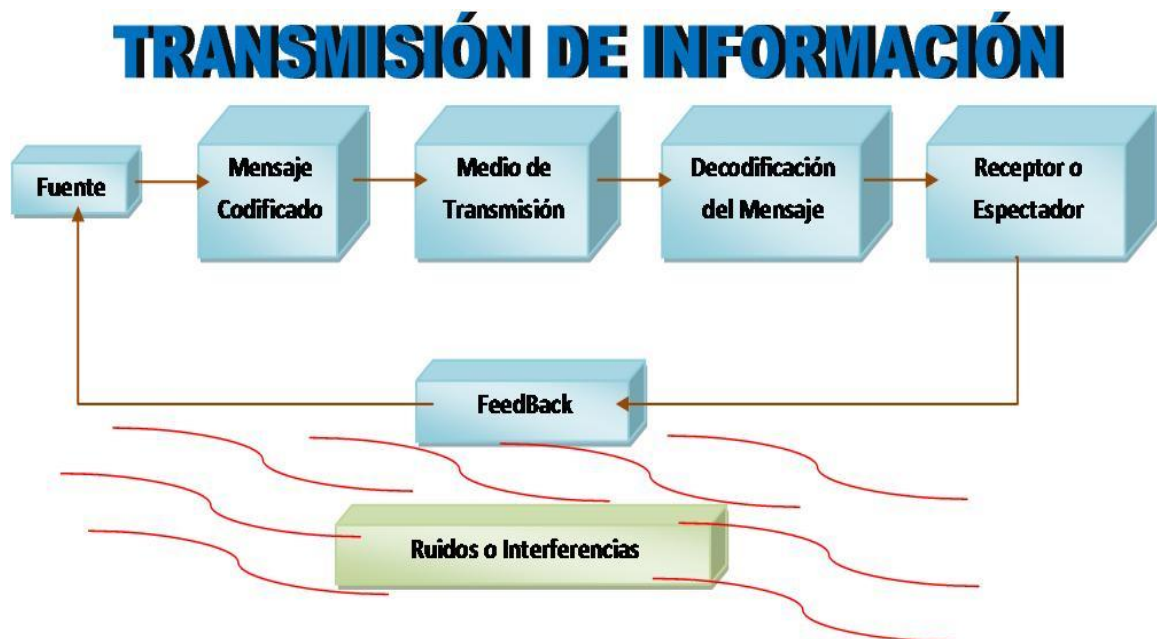 TRANSMISIÓN DE INFORMACIÓN
Fuente
Mensaje
Codificado
Medio de
Transmisión
Decodificación
del Mensaje
Receptor o
Espectador
FeedBack
Ruidos o Interferencias